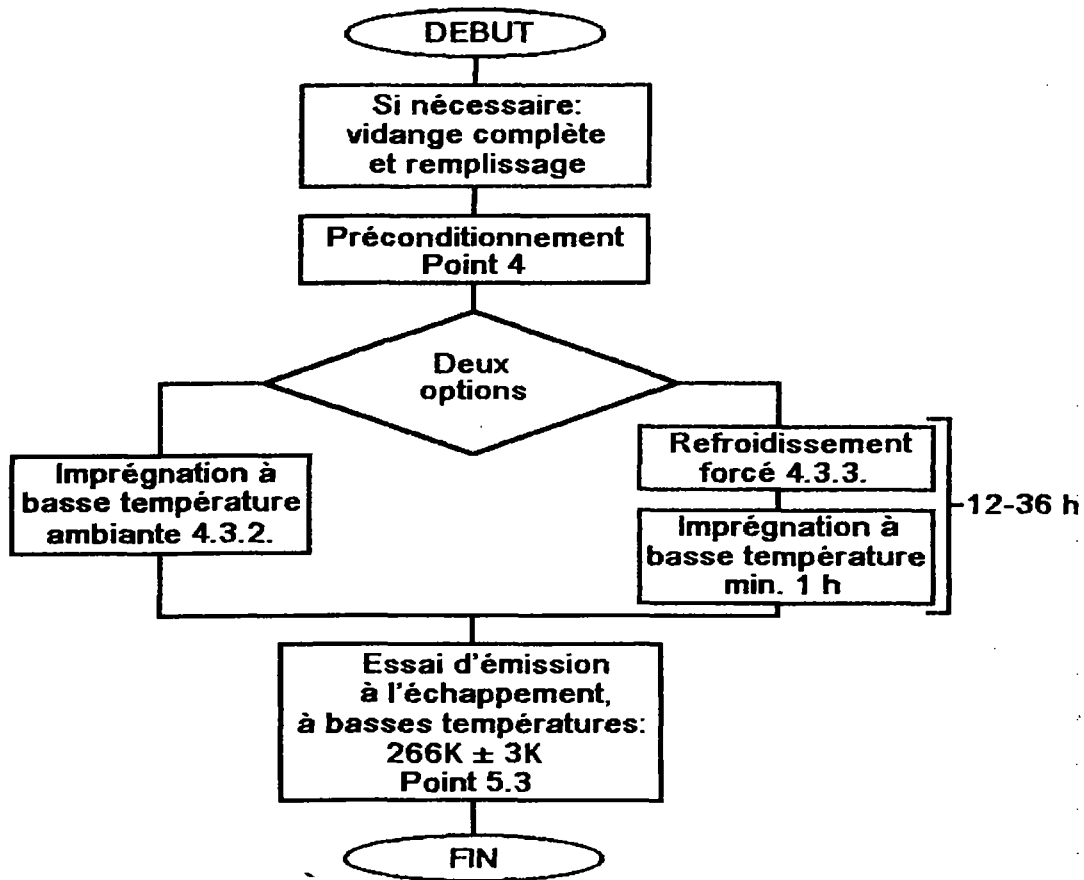 DEBUT
Si nécessaire:
vidange complète
et remplissage
Préconditionnement
Point 4
Deux
options
Imprégnation à
basse température
ambiante 4.3.2.
Refroidissement
forcé 4.3.3.
Imprégnation à
basse température
min. 1 h
12-36 h
Essai d'émission
à l'échappement,
à basses températures:
266K ± 3K
Point 5.3
FIN